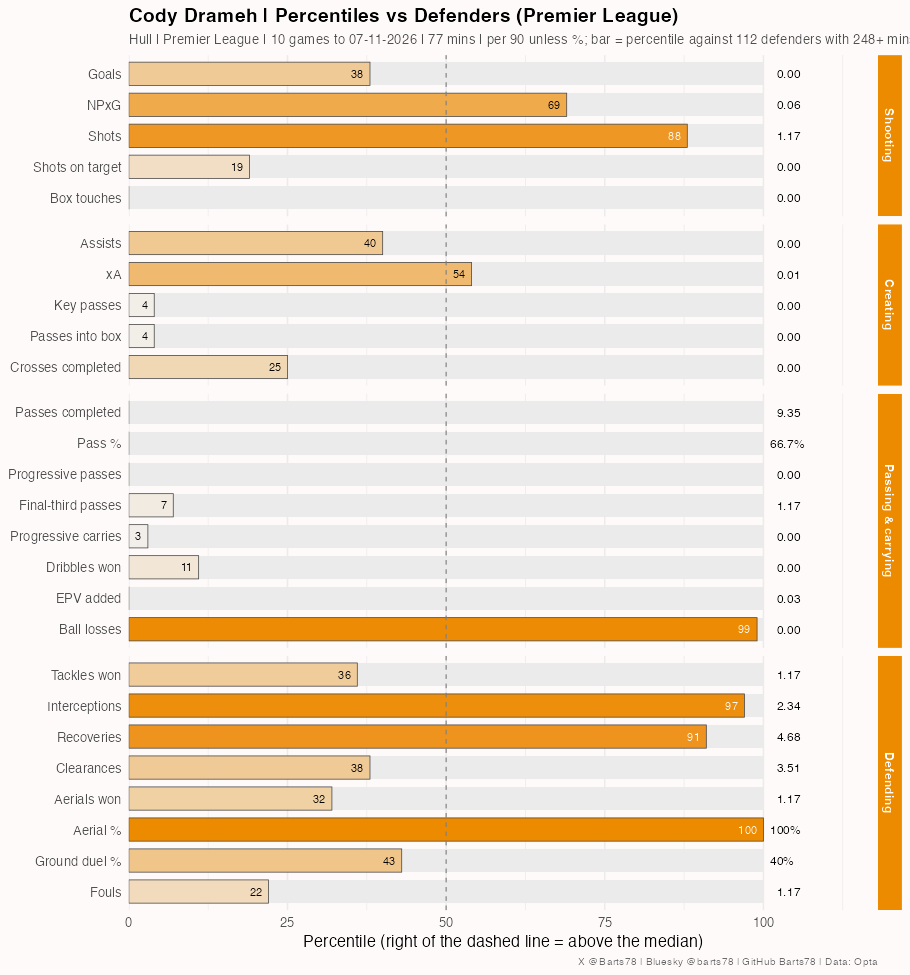 Cody Drameh | Percentiles vs Defenders (Premier League)
Hull | Premier League | 10 games to 07-11-2026 | 77 mins | per 90 unless %; bar = percentile against 112 defenders with 248+ min
Goals 38 0.00
NPxG 69 0.06
Shots 88 1.17
Shots on target 19 0.00
Box touches 0.00
Shooting
Assists 40 0.00
xA 54 0.01
Key passes 4 0.00
Passes into box 4 0.00
Crosses completed 25 0.00
Creating
Passes completed 9.35
Pass % 66.7%
Progressive passes 0.00
Final-third passes 7 1.17
Progressive carries 3 0.00
Dribbles won 11 0.00
EPV added 0.03
Ball losses 99 0.00
Passing & carrying
Tackles won 36 1.17
Interceptions 97 2.34
Recoveries 91 4.68
Clearances 38 3.51
Aerials won 32 1.17
Aerial % 100 100%
Ground duel % 43 40%
Fouls 22 1.17
Defending
0 25 50 75 100
Percentile (right of the dashed line = above the median)
X @Barts78 | Bluesky @barts78 | GitHub Barts78 | Data: Opta